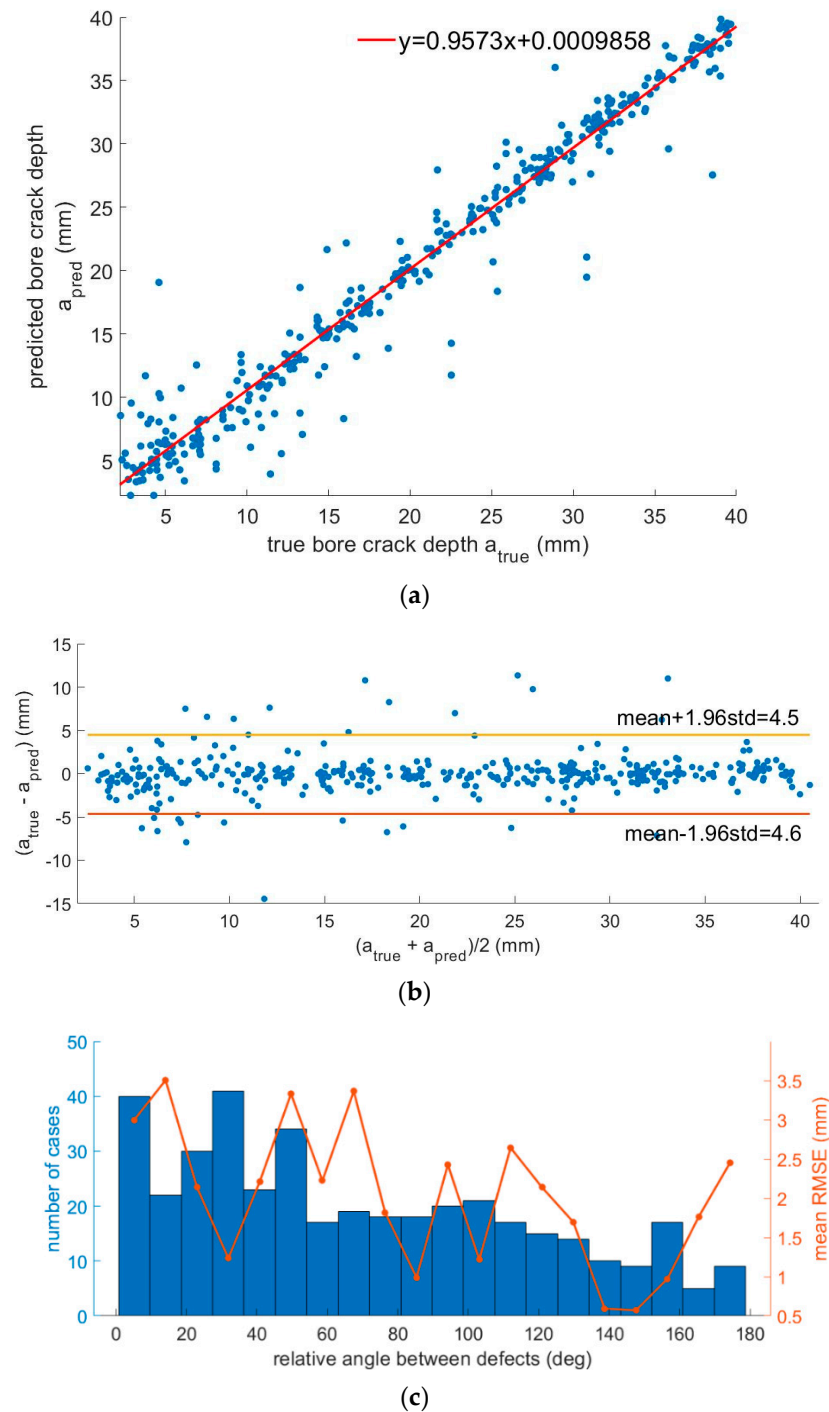 40
35
30
25
20
15
10
5
predicted bore crack depth
a_pred (mm)
y=0.9573x+0.0009858
5 10 15 20 25 30 35 40
true bore crack depth a_true (mm)
(a)
15
10
5
0
-5
-10
-15
(a_true - a_pred) (mm)
mean+1.96std=4.5
mean-1.96std=4.6
5 10 15 20 25 30 35 40
(a_true + a_pred)/2 (mm)
(b)
50
40
30
20
10
0
number of cases
3.5
3
2.5
2
1.5
1
0.5
mean RMSE (mm)
0 20 40 60 80 100 120 140 160 180
relative angle between defects (deg)
(c)